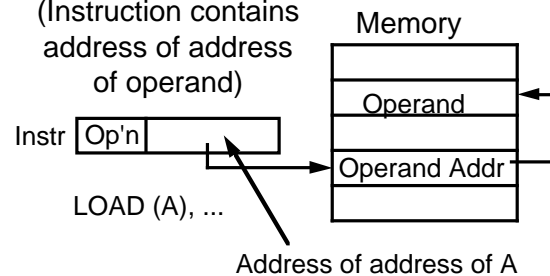 (Instruction contains
address of address
of operand)
Memory
Operand
Instr Op'n
Operand Addr
LOAD (A), ...
Address of address of A